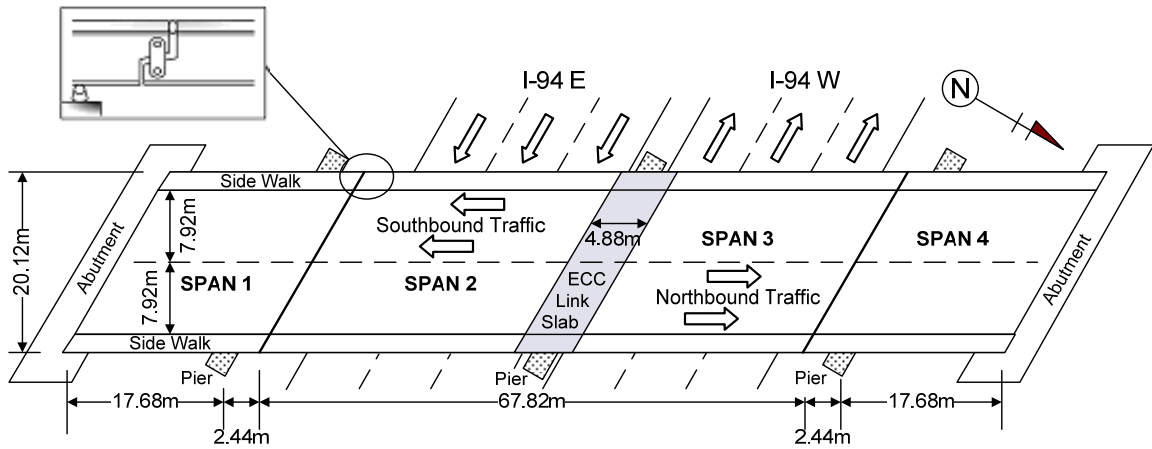 I-94 E
I-94 W
N
Side Walk
Southbound Traffic
7.92m
4.88m
SPAN 3
SPAN 4
20.12m
Abutment
SPAN 1
SPAN 2
ECC
Link
Slab
Northbound Traffic
7.92m
Abutment
Side Walk
Pier
Pier
Pier
17.68m
67.82m
17.68m
2.44m
2.44m